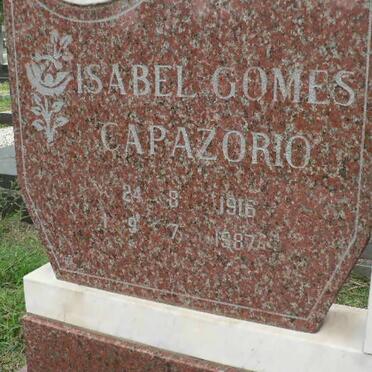 ISABEL GOMES
CAPAZORIO
24 8 1916
9 - 7 1987